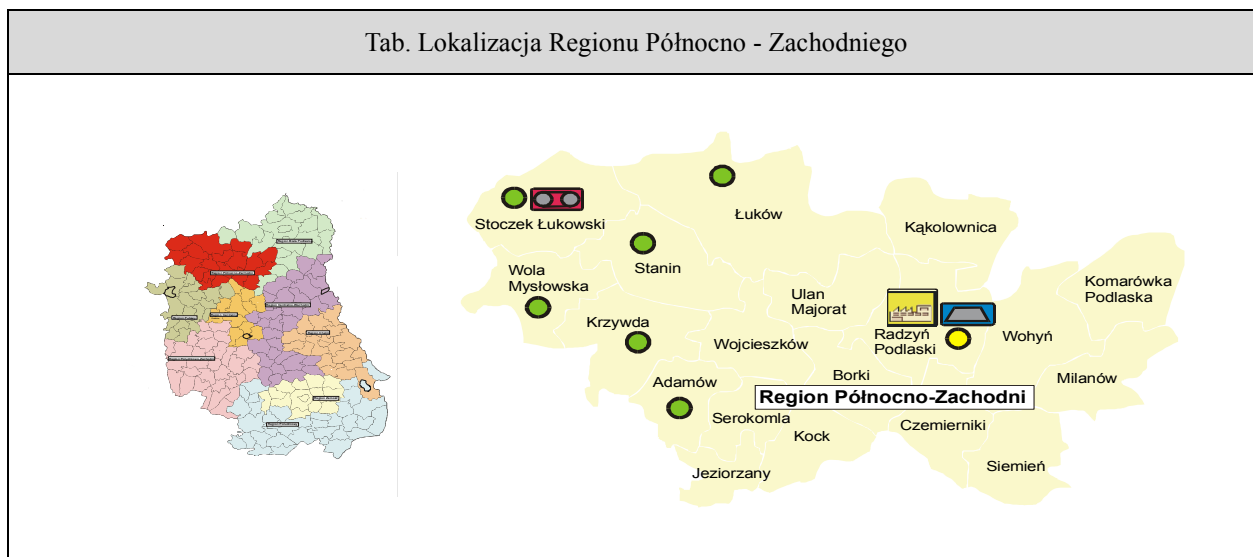 Tab. Lokalizacja Regionu Północno - Zachodniego
Łuków
Stoczek Łukowski
Kąkolownica
Stanin
Wola
Mysłowska
Komarówka
Podlaska
Ulan
Majorat
Krzywda
Wojcieszków
Radzyń
Podlaski
Wohyń
Adamów
Borki
Milanów
Region Północno-Zachodni
Serokomla
Czemierniki
Kock
Siemień
Jeziorzany